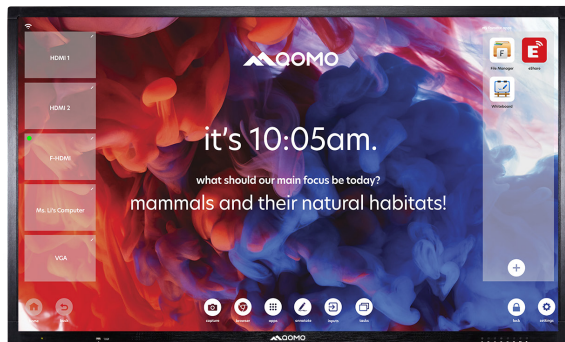 HDMI 1
HDMI 2
F-HDMI
Ms. Li's Computer
VGA
QOMO
it's 10:05am.
what should our main focus be today?
mammals and their natural habitats!
File Manager
eShare
Whiteboard
capture
browser
apps
annotate
inputs
tasks
lock
settings
QOMO